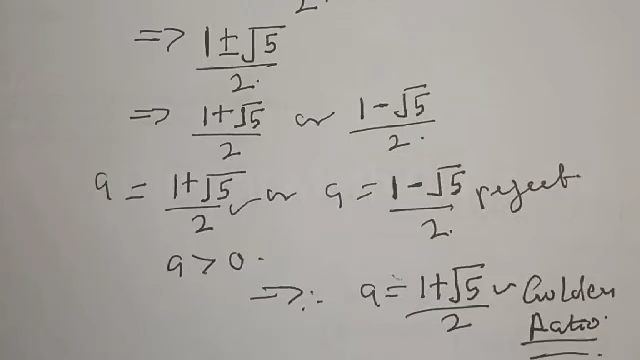 2.
=> 1±√5/2.
=> 1+√5/2 or 1-√5/2.
a = 1+√5/2 ✓ or a = 1-√5/2. reject
a > 0.
=> ∴ a = 1+√5/2 ✓ Golden
Ratio.